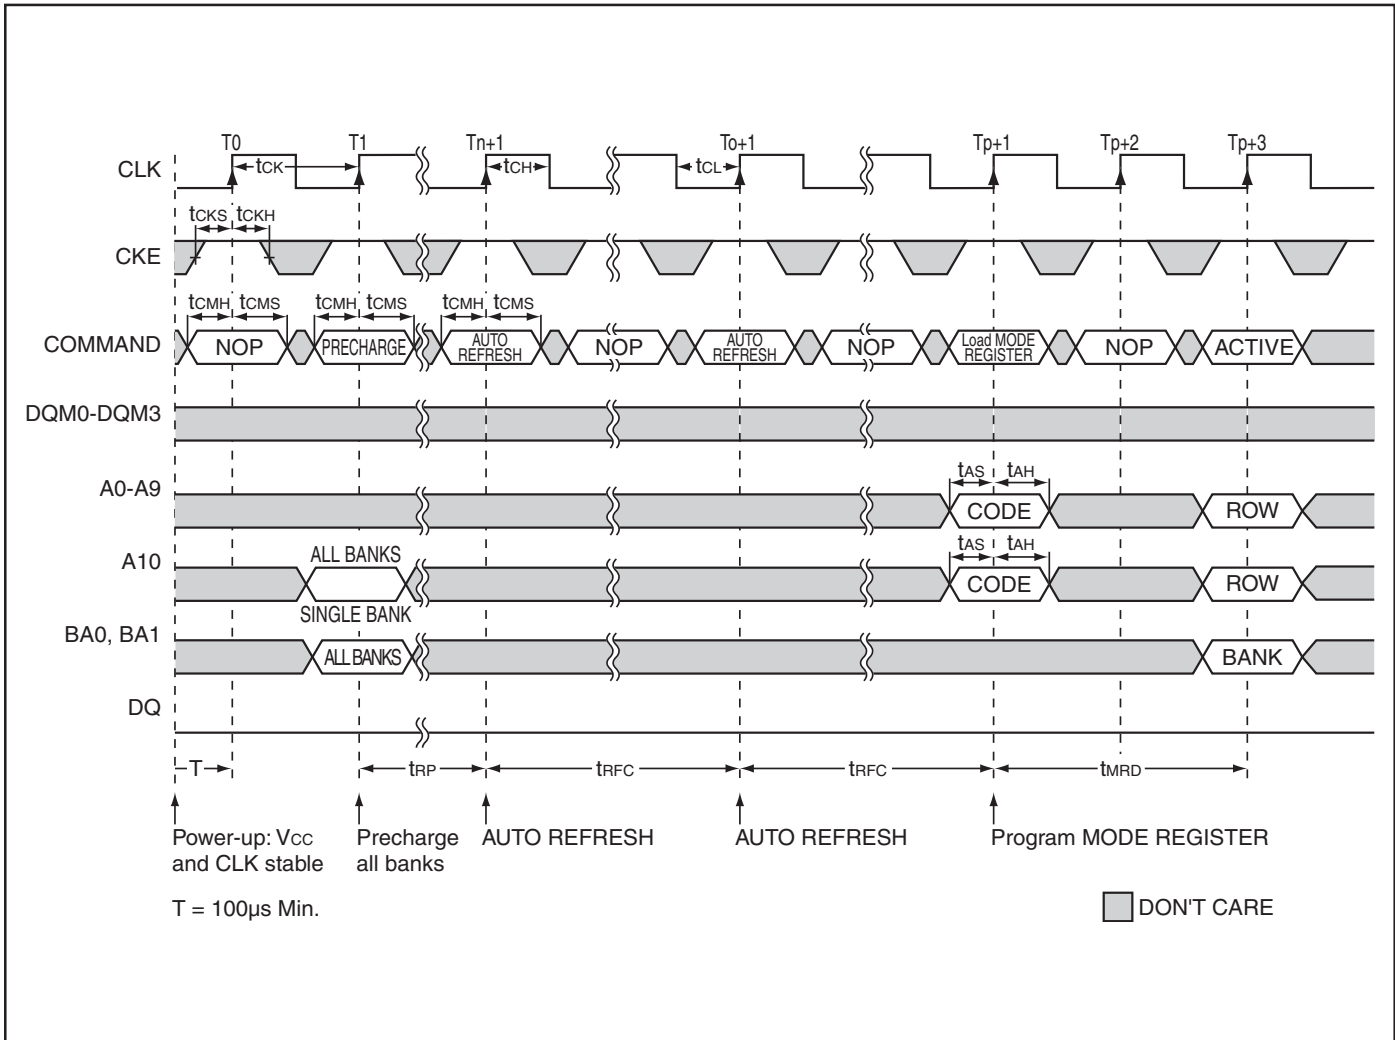 T0 T1 Tn+1 To+1 Tp+1 Tp+2 Tp+3
CLK tCK tCH tCL
tCKS tCKH
CKE
tCMH tCMS tCMH tCMS tCMH tCMS
COMMAND NOP PRECHARGE AUTO REFRESH NOP AUTO REFRESH NOP Load MODE REGISTER NOP ACTIVE
DQM0-DQM3
tAS tAH
A0-A9 CODE ROW
tAS tAH
A10 ALL BANKS CODE ROW
SINGLE BANK
BA0, BA1 ALL BANKS BANK
DQ
T tRP tRFC tRFC tMRD
Power-up: VCC Precharge AUTO REFRESH AUTO REFRESH Program MODE REGISTER
and CLK stable all banks
T = 100µs Min. DON'T CARE